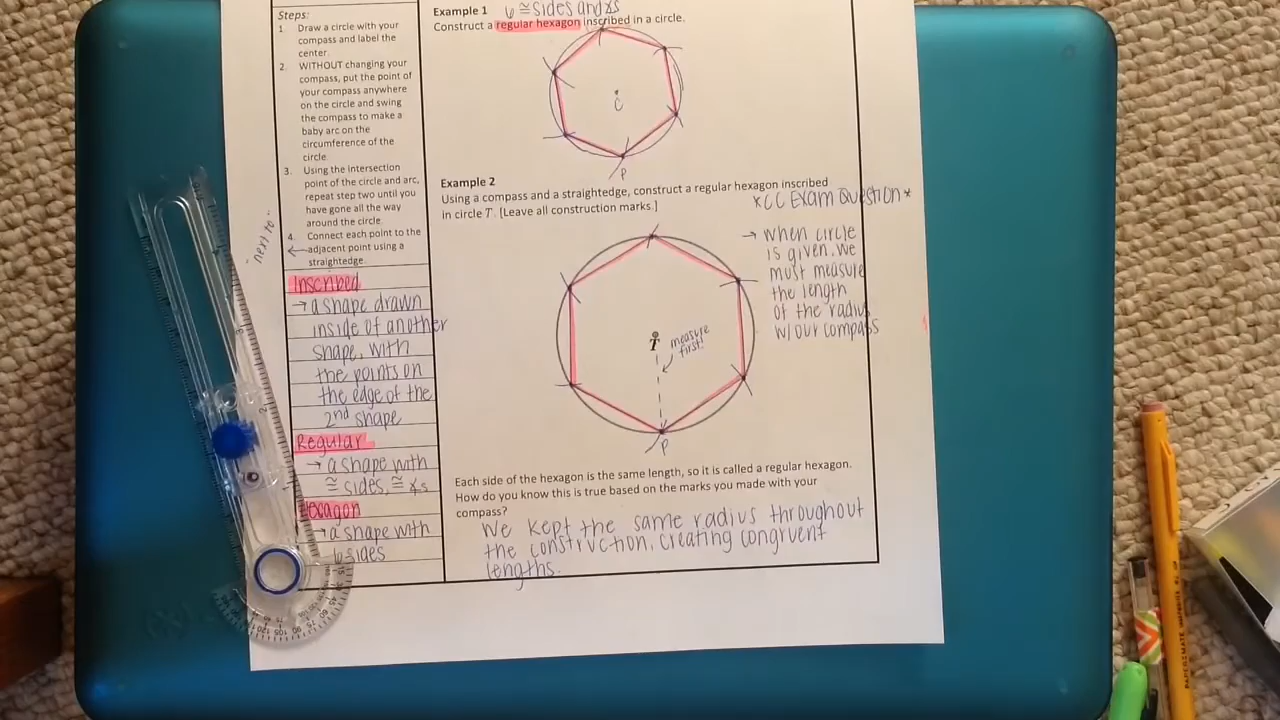 Steps:
1 Draw a circle with your
compass and label the
center.
2. WITHOUT changing your
compass, put the point of
your compass anywhere
on the circle and swing
the compass to make a
baby arc on the
circumference of the
circle.
3. Using the intersection
point of the circle and arc,
repeat step two until you
have gone all the way
around the circle.
4. Connect each point to the
adjacent point using a
straightedge.
"next to"
Inscribed
→ a shape drawn
inside of another
shape, with
the points on
the edge of the
2nd shape
Regular
→ a shape with
≅ sides, ≅ ∡s
Hexagon
→ a shape with
6 sides
Example 1
6 ≅ sides and ∡s
Construct a regular hexagon inscribed in a circle.
C
P
Example 2
Using a compass and a straightedge, construct a regular hexagon inscribed
in circle T. [Leave all construction marks.]
*CC Exam Question*
→ when circle
is given. We
must measure
the length
of the radius
w/our compass
T
measure
first!
P
Each side of the hexagon is the same length, so it is called a regular hexagon.
How do you know this is true based on the marks you made with your
compass?
We kept the same radius throughout
the construction, creating congruent
lengths.